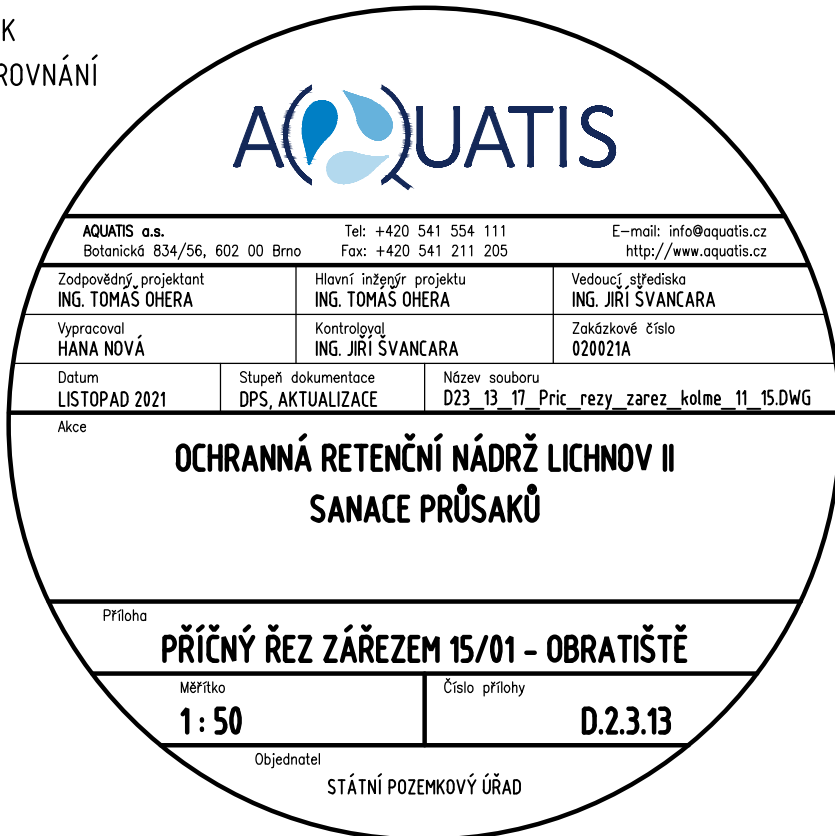 K
ROVNÁNÍ
AQUATIS
AQUATIS a.s. Tel: +420 541 554 111 E-mail: info@aquatis.cz
Botanická 834/56, 602 00 Brno Fax: +420 541 211 205 http://www.aquatis.cz
Zodpovědný projektant Hlavní inženýr projektu Vedoucí střediska
ING. TOMÁŠ OHERA ING. TOMÁŠ OHERA ING. JIŘÍ ŠVANCARA
Vypracoval Kontroloval Zakázkové číslo
HANA NOVÁ ING. JIŘÍ ŠVANCARA 020021A
Datum Stupeň dokumentace Název souboru
LISTOPAD 2021 DPS, AKTUALIZACE D23_13_17_Pric_rezy_zarez_kolme_11_15.DWG
Akce
OCHRANNÁ RETENČNÍ NÁDRŽ LICHNOV II
SANACE PRŮSAKŮ
Příloha
PŘÍČNÝ ŘEZ ZÁŘEZEM 15/01 - OBRATIŠTĚ
Měřítko Číslo přílohy
1 : 50 D.2.3.13
Objednatel
STÁTNÍ POZEMKOVÝ ÚŘAD